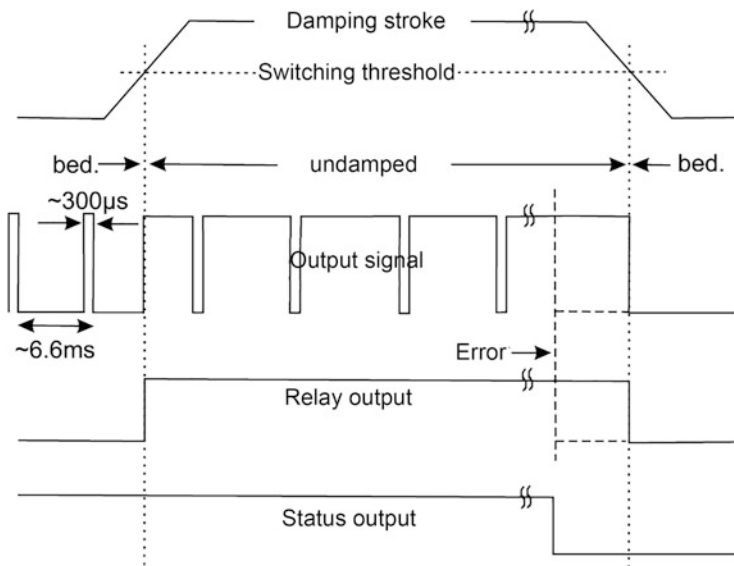 Damping stroke
Switching threshold
bed.
undamped
bed.
~300µs
Output signal
~6.6ms
Error
Relay output
Status output